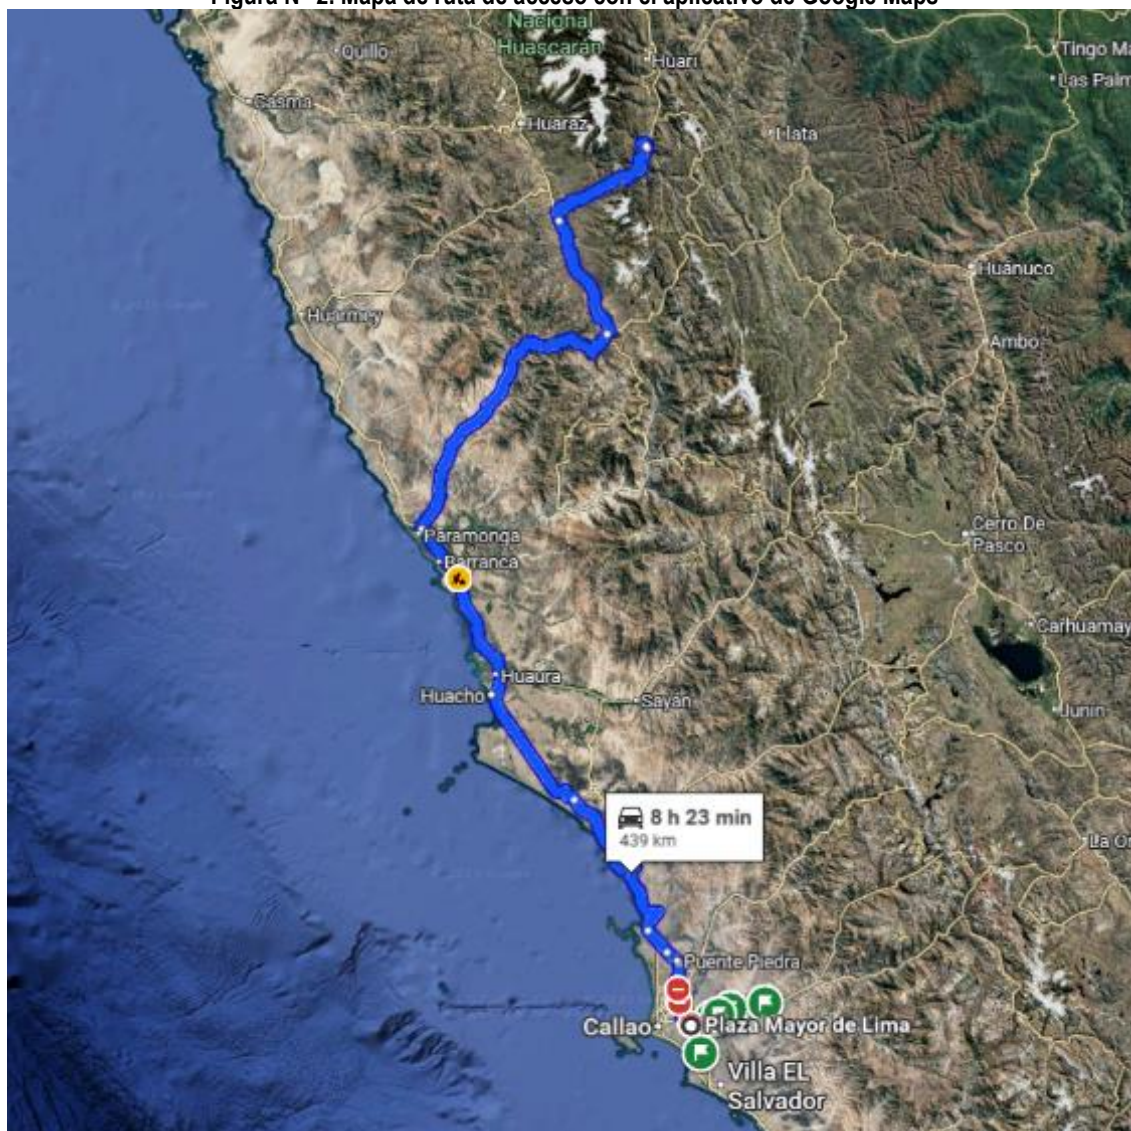 Figura N° 2: Mapa de ruta de acceso con el aplicativo de Google Maps
Nacional
Huascarán
Quillo
Huari
Tingo Ma
Las Palm
Casma
Huaraz
Llata
Huánuco
Huarmey
Ambo
Paramonga
Barranca
Cerro De
Pasco
Carhuamay
Huaura
Huacho
Sayán
Junín
8 h 23 min
439 km
La Or
Puente Piedra
Callao
Plaza Mayor de Lima
Villa EL
Salvador